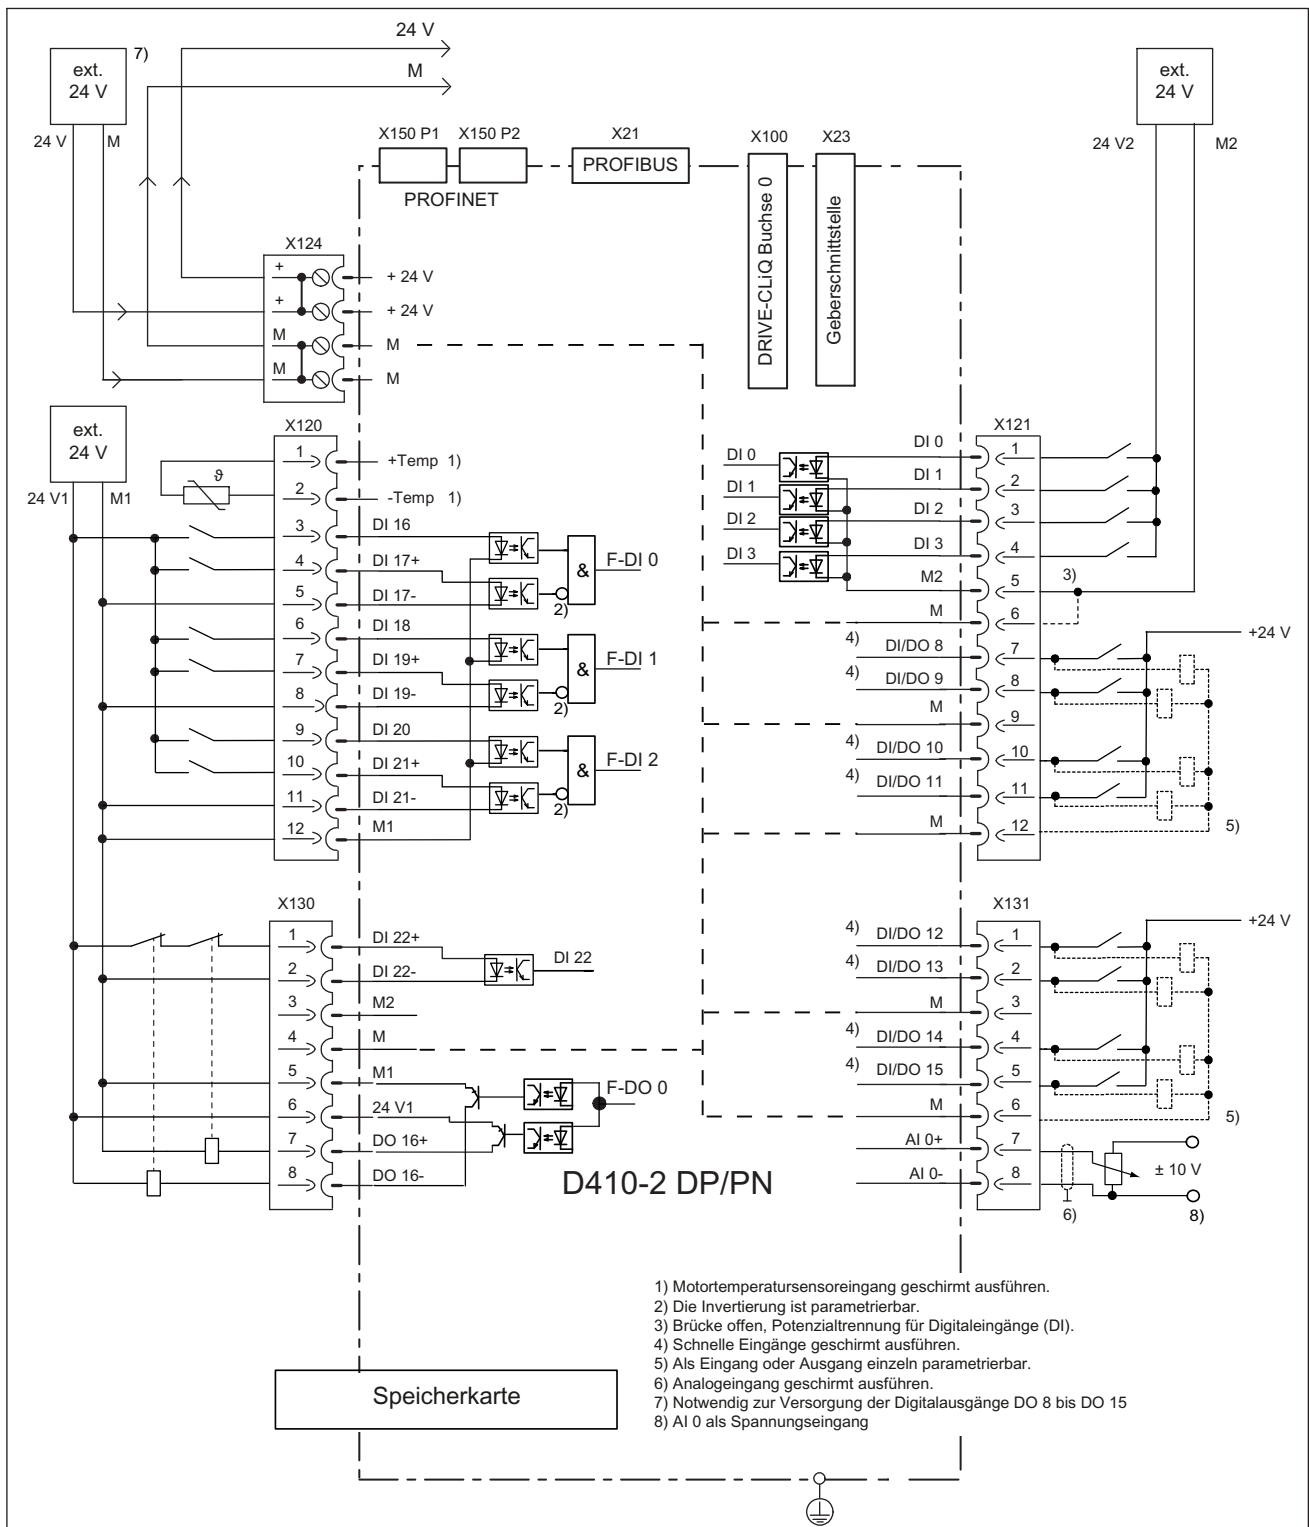 24 V
M
ext.
24 V
7)
24 V
M
X150 P1
X150 P2
PROFINET
X21
PROFIBUS
X100
DRIVE-CLiQ Buchse 0
X23
Geberschnittstelle
ext.
24 V
24 V2
M2
X124
+
+ 24 V
+
+ 24 V
M
M
M
M
ext.
24 V
24 V1
M1
ϑ
X120
1
+Temp 1)
2
-Temp 1)
3
DI 16
4
DI 17+
5
DI 17-
6
DI 18
7
DI 19+
8
DI 19-
9
DI 20
10
DI 21+
11
DI 21-
12
M1
&
F-DI 0
2)
&
F-DI 1
2)
&
F-DI 2
2)
X121
DI 0
DI 0
1
DI 1
DI 1
2
DI 2
DI 2
3
DI 3
DI 3
4
M2
5
3)
M
6
+24 V
4)
DI/DO 8
7
4)
DI/DO 9
8
M
9
4)
DI/DO 10
10
4)
DI/DO 11
11
M
12
5)
X130
1
DI 22+
2
DI 22-
DI 22
3
M2
4
M
5
M1
6
24 V1
7
DO 16+
8
DO 16-
F-DO 0
D410-2 DP/PN
X131
+24 V
4)
DI/DO 12
1
4)
DI/DO 13
2
M
3
4)
DI/DO 14
4
4)
DI/DO 15
5
M
6
5)
AI 0+
7
AI 0-
8
6)
± 10 V
8)
1) Motortemperatursensoreingang geschirmt ausführen.
2) Die Invertierung ist parametrierbar.
3) Brücke offen, Potenzialtrennung für Digitaleingänge (DI).
4) Schnelle Eingänge geschirmt ausführen.
5) Als Eingang oder Ausgang einzeln parametrierbar.
6) Analogeingang geschirmt ausführen.
7) Notwendig zur Versorgung der Digitalausgänge DO 8 bis DO 15
8) AI 0 als Spannungseingang
Speicherkarte